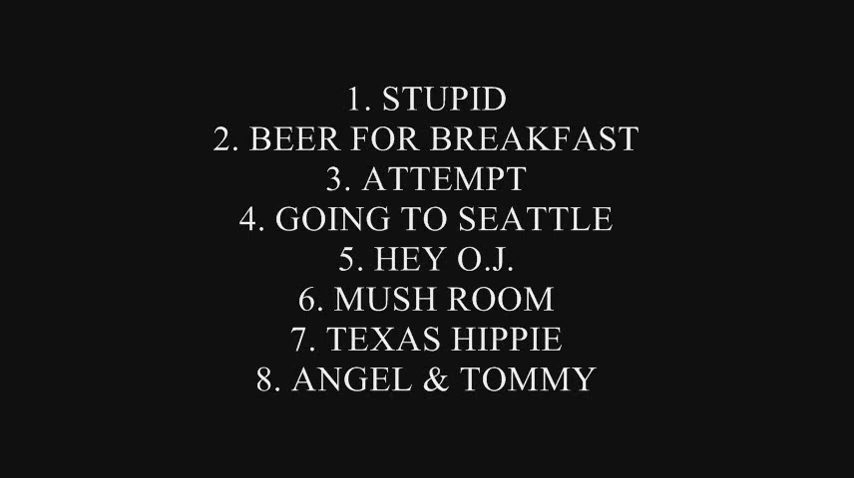 1. STUPID
2. BEER FOR BREAKFAST
3. ATTEMPT
4. GOING TO SEATTLE
5. HEY O.J.
6. MUSH ROOM
7. TEXAS HIPPIE
8. ANGEL & TOMMY